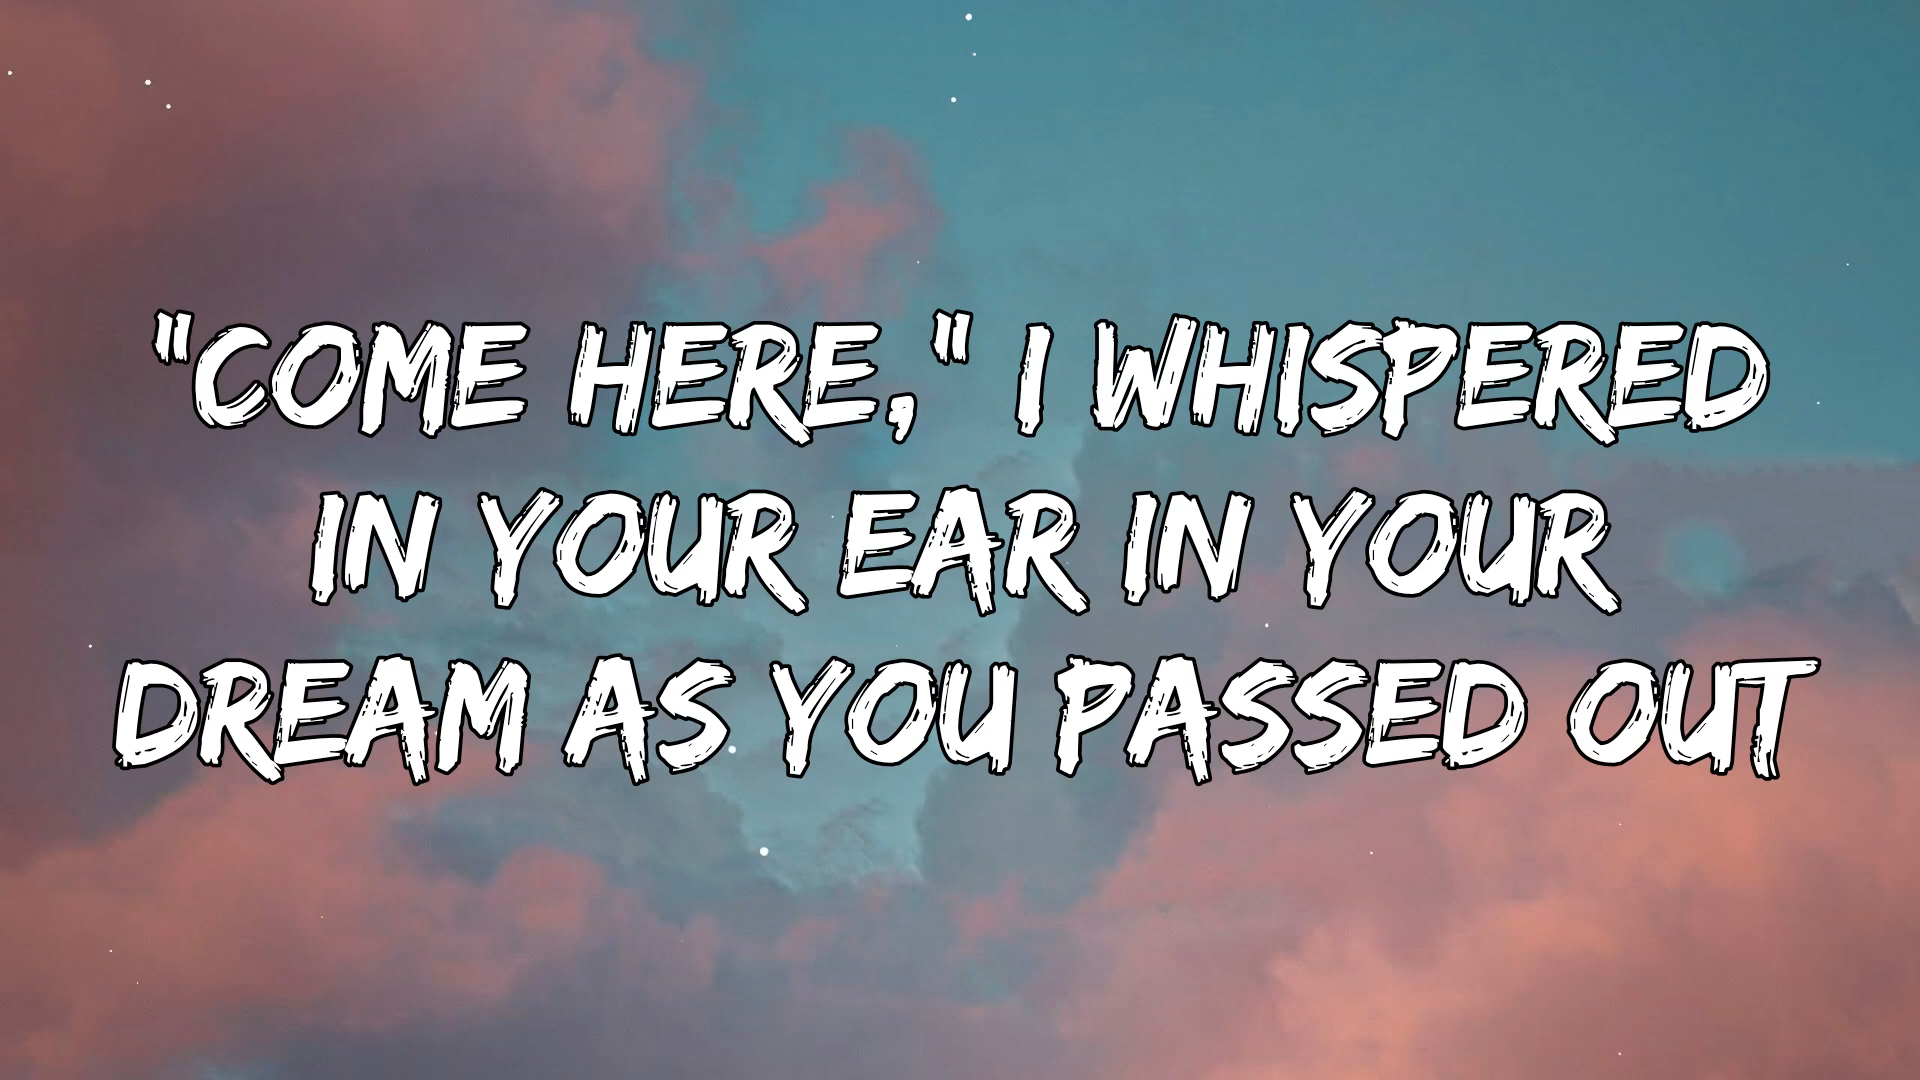 "COME HERE," I WHISPERED
IN YOUR EAR IN YOUR
DREAM AS YOU PASSED OUT